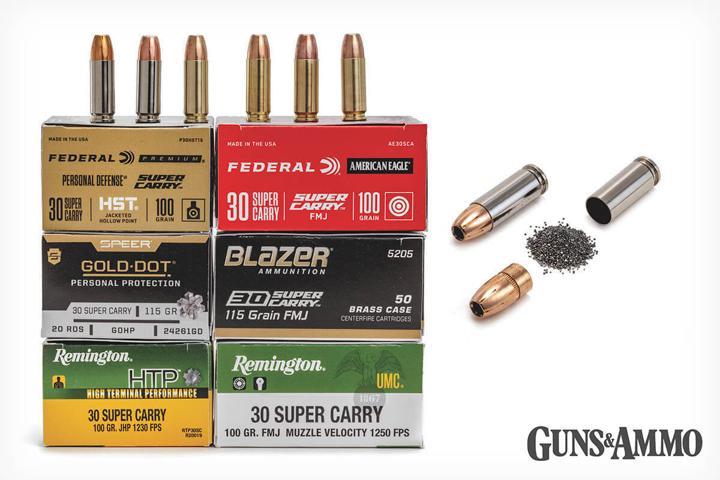 MADE IN THE USA P30HST1S
FEDERAL PREMIUM
PERSONAL DEFENSE SUPER CARRY
30 SUPER CARRY HST JACKETED HOLLOW POINT 100 GRAIN
MADE IN THE USA AE30SCA
FEDERAL AMERICAN EAGLE
30 SUPER CARRY SUPER CARRY FMJ 100 GRAIN
SPEER
GOLD DOT
PERSONAL PROTECTION
30 SUPER CARRY 115 GR
20 RDS GDHP 24261GD
BLAZER 5205
AMMUNITION
30 SUPER CARRY 50
115 Grain FMJ BRASS CASE
CENTERFIRE CARTRIDGES
Remington
HTP
HIGH TERMINAL PERFORMANCE
30 SUPER CARRY
100 GR. JHP 1230 FPS RTP30SC
R20019
Remington UMC
1867
30 SUPER CARRY
100 GR. FMJ MUZZLE VELOCITY 1250 FPS
GUNS&AMMO